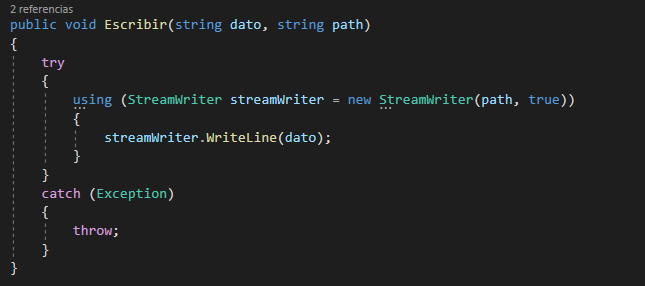 2 referencias
public void Escribir(string dato, string path)
{
try
{
using (StreamWriter streamWriter = new StreamWriter(path, true))
{
streamWriter.WriteLine(dato);
}
}
catch (Exception)
{
throw;
}
}